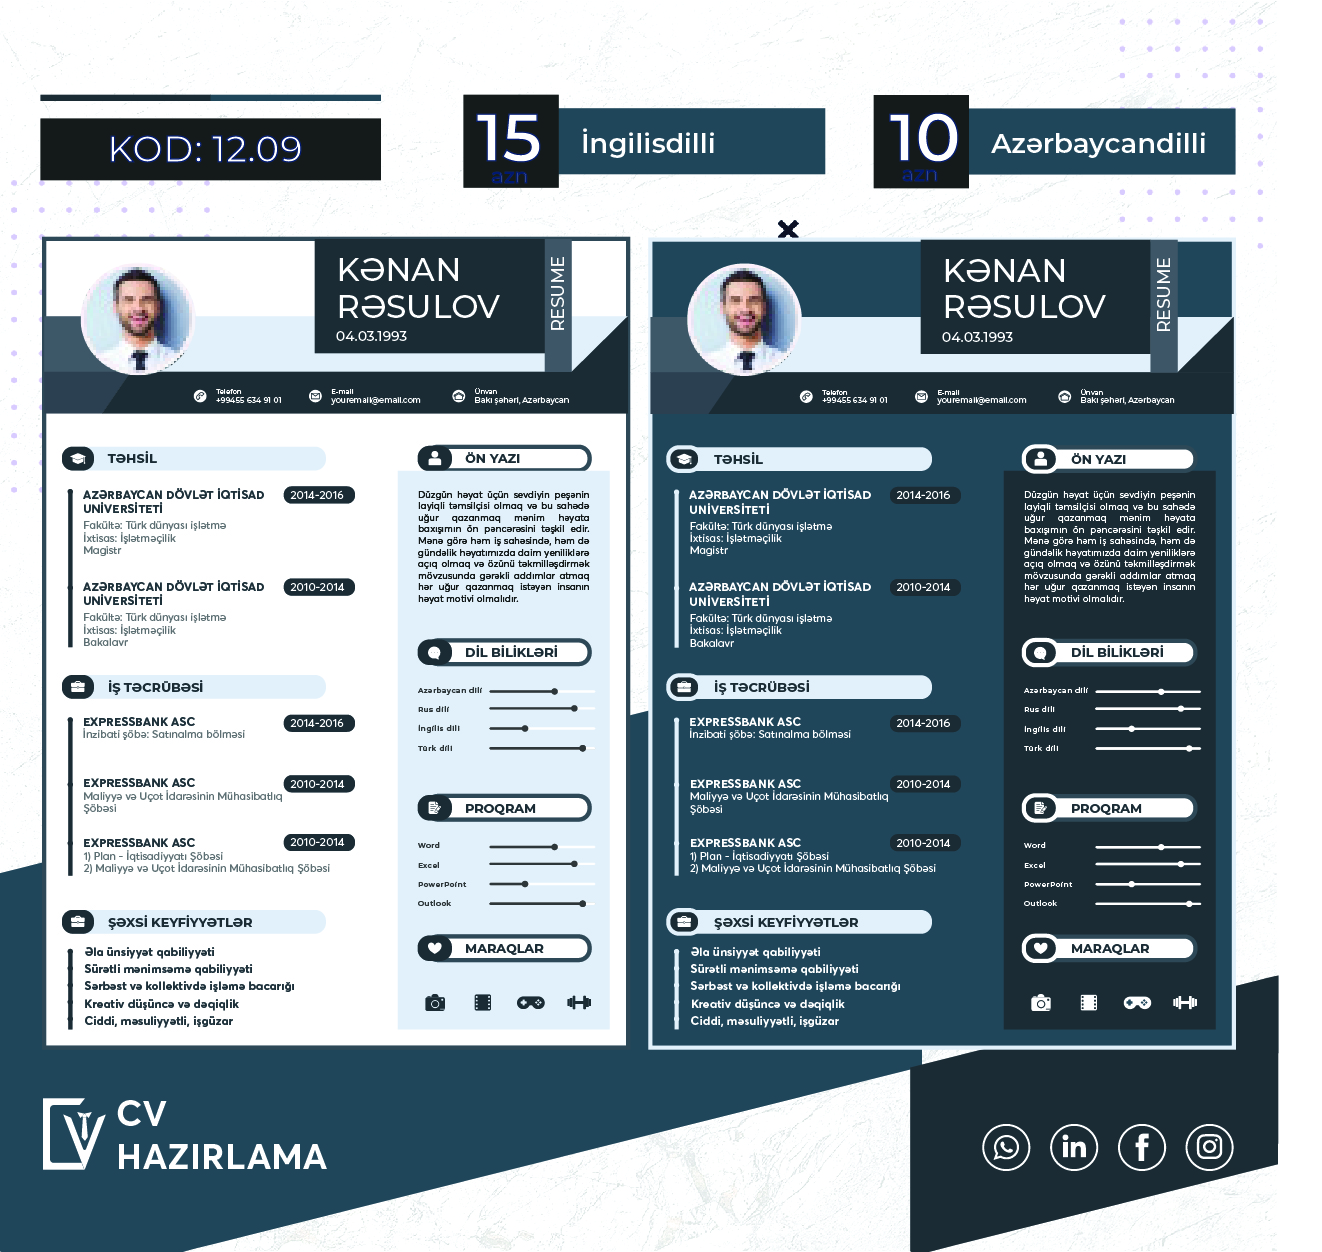 KOD: 12.09
15
azn
İngilisdilli
10
azn
Azərbaycandilli
KƏNAN
RƏSULOV
04.03.1993
RESUME
Telefon
+99455 634 91 01
E-mail
youremail@email.com
Ünvan
Bakı şəhəri, Azərbaycan
TƏHSİL
AZƏRBAYCAN DÖVLƏT İQTİSAD
UNİVERSİTETİ
2014-2016
Fakültə: Türk dünyası işlətmə
İxtisas: İşlətməçilik
Magistr
AZƏRBAYCAN DÖVLƏT İQTİSAD
UNİVERSİTETİ
2010-2014
Fakültə: Türk dünyası işlətmə
İxtisas: İşlətməçilik
Bakalavr
İŞ TƏCRÜBƏSİ
EXPRESSBANK ASC
2014-2016
İnzibati şöbə: Satınalma bölməsi
EXPRESSBANK ASC
2010-2014
Maliyyə və Uçot İdarəsinin Mühasibatlıq
Şöbəsi
EXPRESSBANK ASC
2010-2014
1) Plan - İqtisadiyyatı Şöbəsi
2) Maliyyə və Uçot İdarəsinin Mühasibatlıq Şöbəsi
ŞƏXSİ KEYFİYYƏTLƏR
Əla ünsiyyət qabiliyyəti
Sürətli mənimsəmə qabiliyyəti
Sərbəst və kollektivdə işləmə bacarığı
Kreativ düşüncə və dəqiqlik
Ciddi, məsuliyyətli, işgüzar
ÖN YAZI
Düzgün həyat üçün sevdiyin peşənin
layiqli təmsilçisi olmaq və bu sahədə
uğur qazanmaq mənim həyata
baxışımın ön pəncərəsini təşkil edir.
Mənə görə həm iş sahəsində, həm də
gündəlik həyatımızda daim yeniliklərə
açıq olmaq və özünü təkmilləşdirmək
mövzusunda gərəkli addımlar atmaq
hər uğur qazanmaq istəyən insanın
həyat motivi olmalıdır.
DİL BİLİKLƏRİ
Azərbaycan dili
Rus dili
İngilis dili
Türk dili
PROQRAM
Word
Excel
PowerPoint
Outlook
MARAQLAR
KƏNAN
RƏSULOV
04.03.1993
RESUME
Telefon
+99455 634 91 01
E-mail
youremail@email.com
Ünvan
Bakı şəhəri, Azərbaycan
TƏHSİL
AZƏRBAYCAN DÖVLƏT İQTİSAD
UNİVERSİTETİ
2014-2016
Fakültə: Türk dünyası işlətmə
İxtisas: İşlətməçilik
Magistr
AZƏRBAYCAN DÖVLƏT İQTİSAD
UNİVERSİTETİ
2010-2014
Fakültə: Türk dünyası işlətmə
İxtisas: İşlətməçilik
Bakalavr
İŞ TƏCRÜBƏSİ
EXPRESSBANK ASC
2014-2016
İnzibati şöbə: Satınalma bölməsi
EXPRESSBANK ASC
2010-2014
Maliyyə və Uçot İdarəsinin Mühasibatlıq
Şöbəsi
EXPRESSBANK ASC
2010-2014
1) Plan - İqtisadiyyatı Şöbəsi
2) Maliyyə və Uçot İdarəsinin Mühasibatlıq Şöbəsi
ŞƏXSİ KEYFİYYƏTLƏR
Əla ünsiyyət qabiliyyəti
Sürətli mənimsəmə qabiliyyəti
Sərbəst və kollektivdə işləmə bacarığı
Kreativ düşüncə və dəqiqlik
Ciddi, məsuliyyətli, işgüzar
ÖN YAZI
Düzgün həyat üçün sevdiyin peşənin
layiqli təmsilçisi olmaq və bu sahədə
uğur qazanmaq mənim həyata
baxışımın ön pəncərəsini təşkil edir.
Mənə görə həm iş sahəsində, həm də
gündəlik həyatımızda daim yeniliklərə
açıq olmaq və özünü təkmilləşdirmək
mövzusunda gərəkli addımlar atmaq
hər uğur qazanmaq istəyən insanın
həyat motivi olmalıdır.
DİL BİLİKLƏRİ
Azərbaycan dili
Rus dili
İngilis dili
Türk dili
PROQRAM
Word
Excel
PowerPoint
Outlook
MARAQLAR
CV
HAZIRLAMA